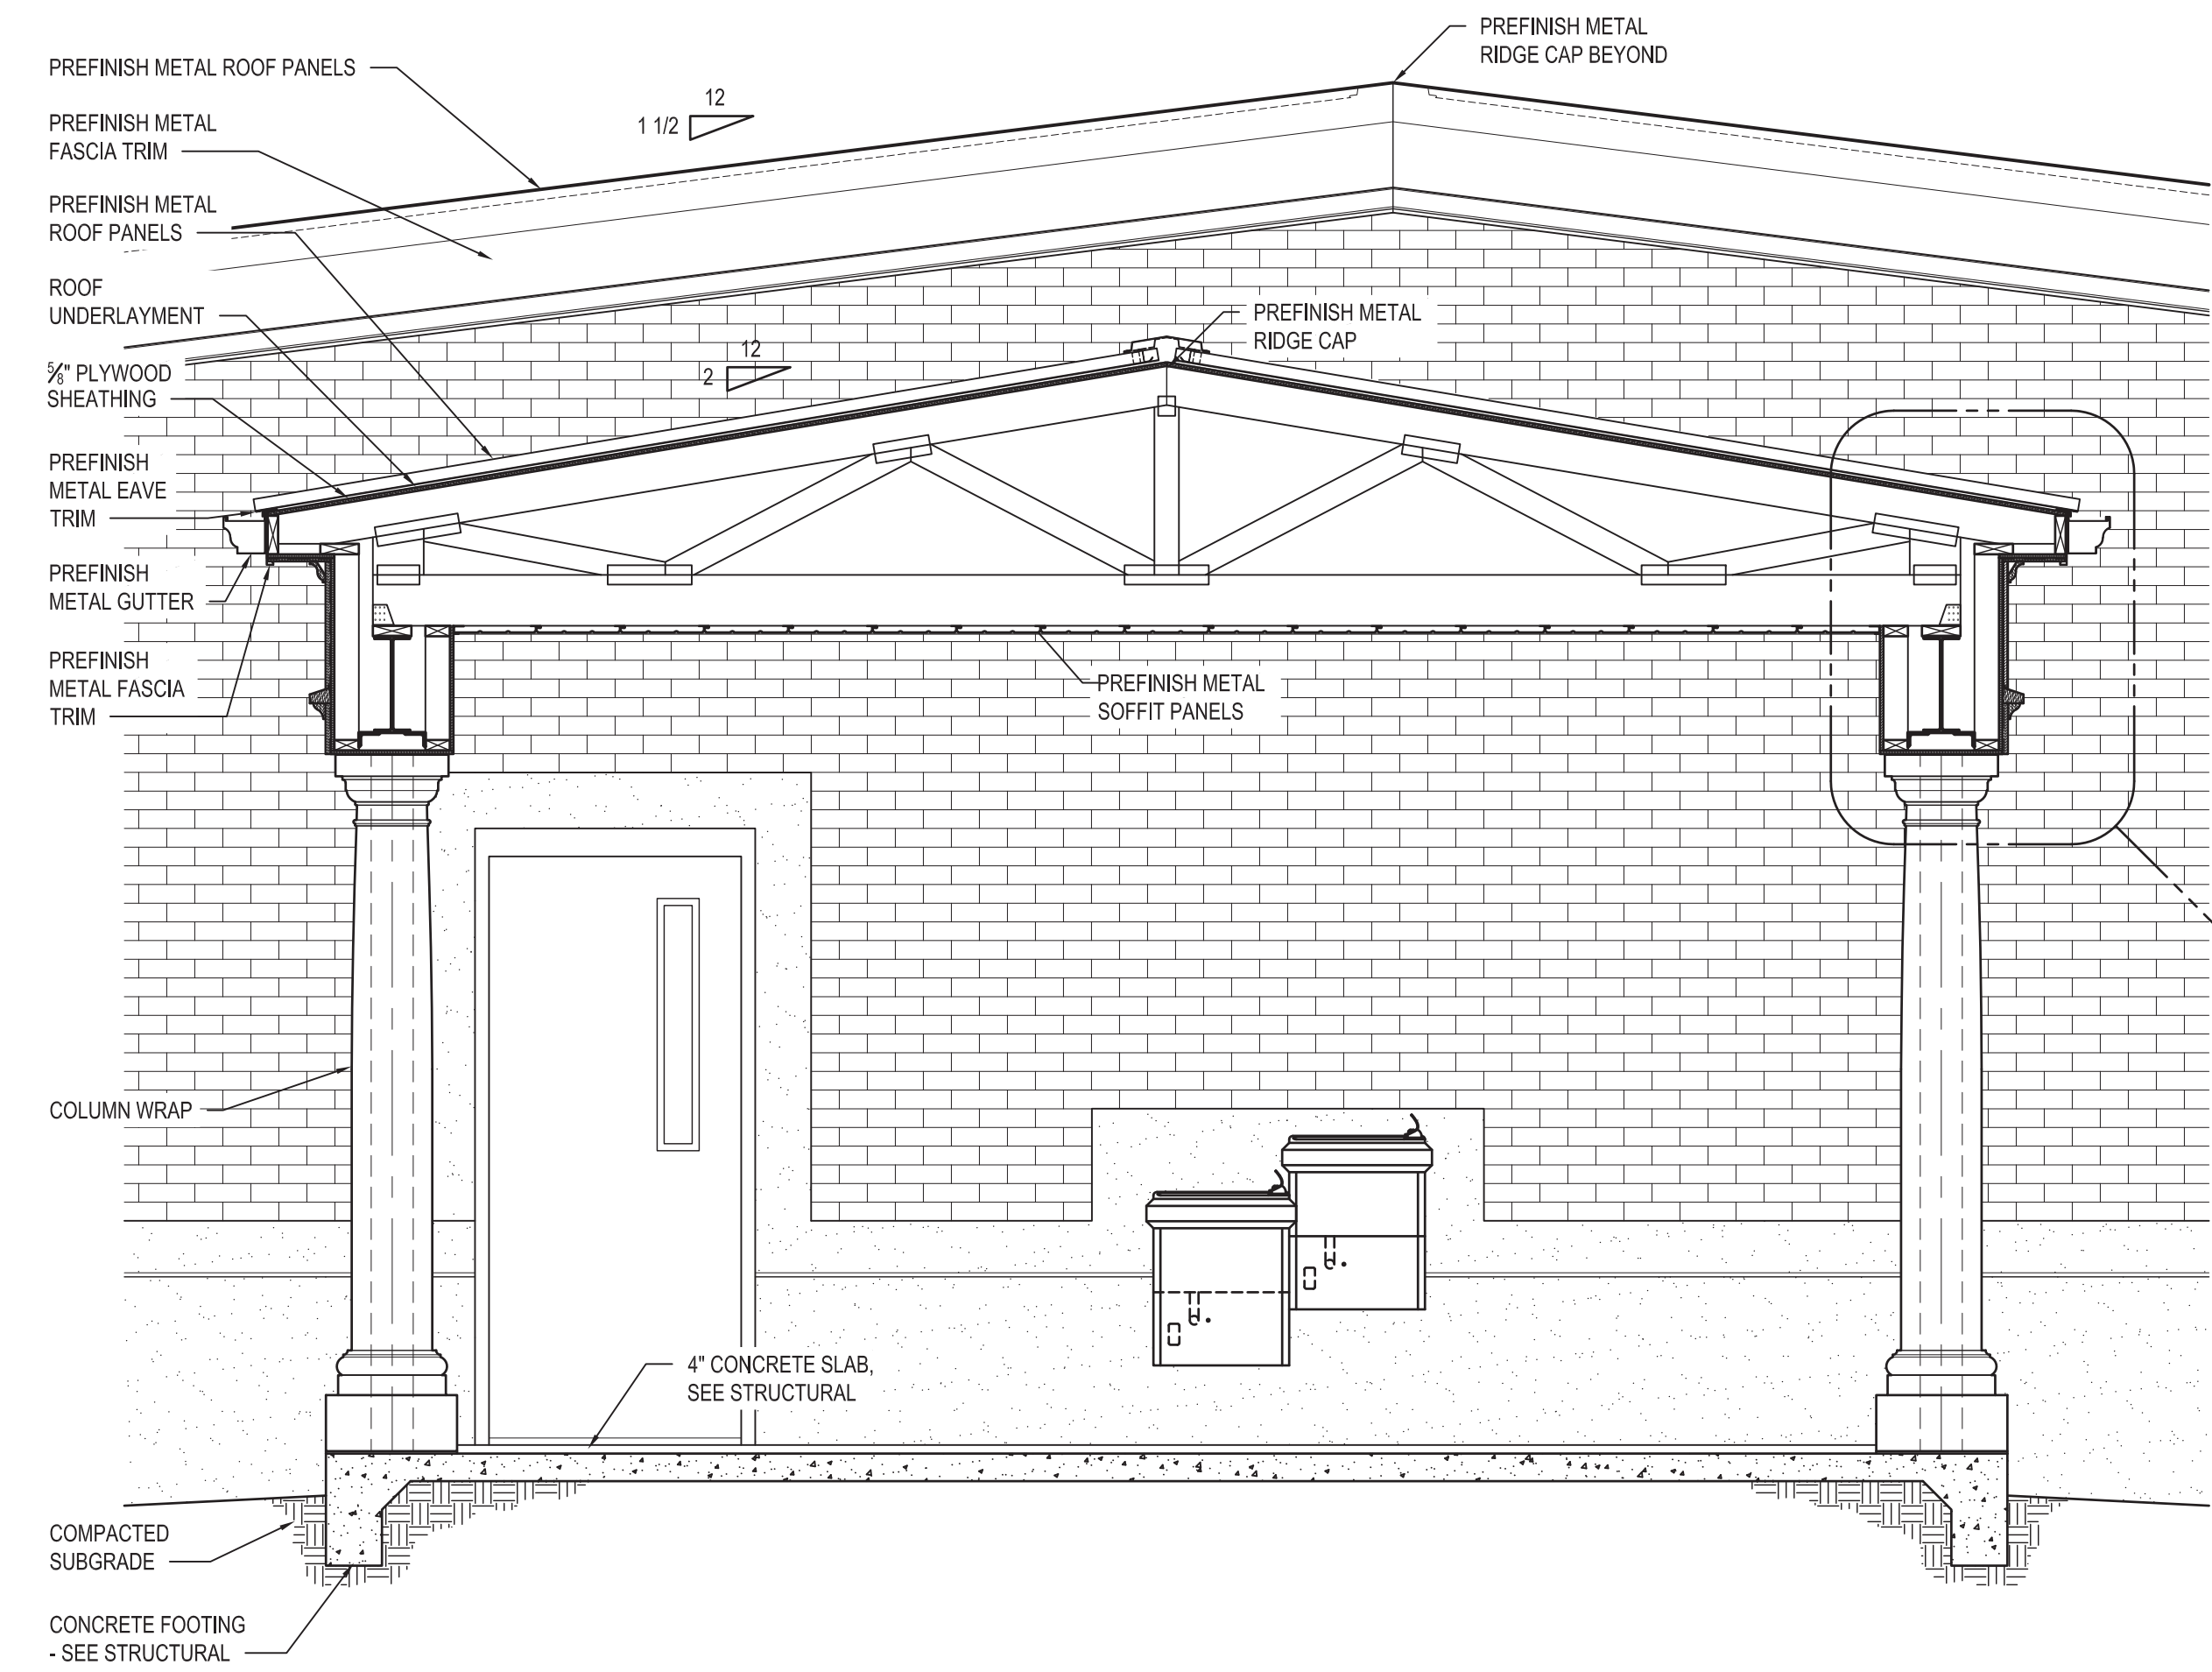 PREFINISH METAL
RIDGE CAP BEYOND
PREFINISH METAL ROOF PANELS
12
1 1/2
PREFINISH METAL
FASCIA TRIM
PREFINISH METAL
ROOF PANELS
ROOF
UNDERLAYMENT
PREFINISH METAL
RIDGE CAP
12
2
5/8" PLYWOOD
SHEATHING
PREFINISH
METAL EAVE
TRIM
PREFINISH
METAL GUTTER
PREFINISH
METAL FASCIA
TRIM
PREFINISH METAL
SOFFIT PANELS
COLUMN WRAP
4" CONCRETE SLAB,
SEE STRUCTURAL
COMPACTED
SUBGRADE
CONCRETE FOOTING
- SEE STRUCTURAL